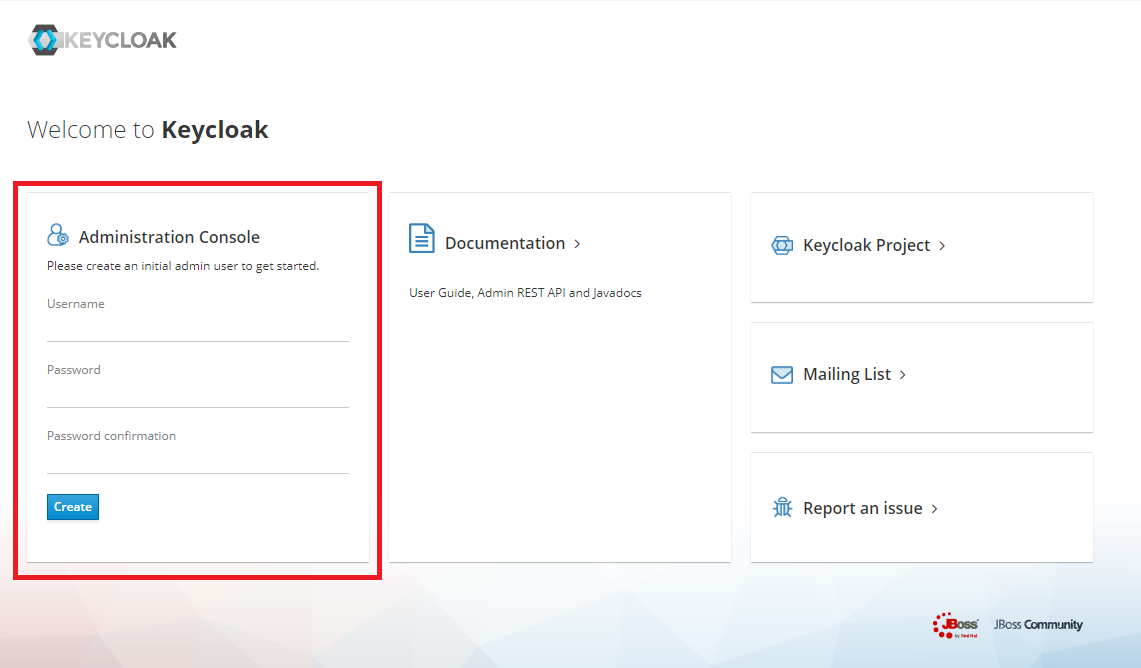 KEYCLOAK
Welcome to Keycloak
Administration Console
Please create an initial admin user to get started.
Username
Password
Password confirmation
Create
Documentation
User Guide, Admin REST API and Javadocs
Keycloak Project
Mailing List
Report an issue
JBoss
by Red Hat
JBoss Community